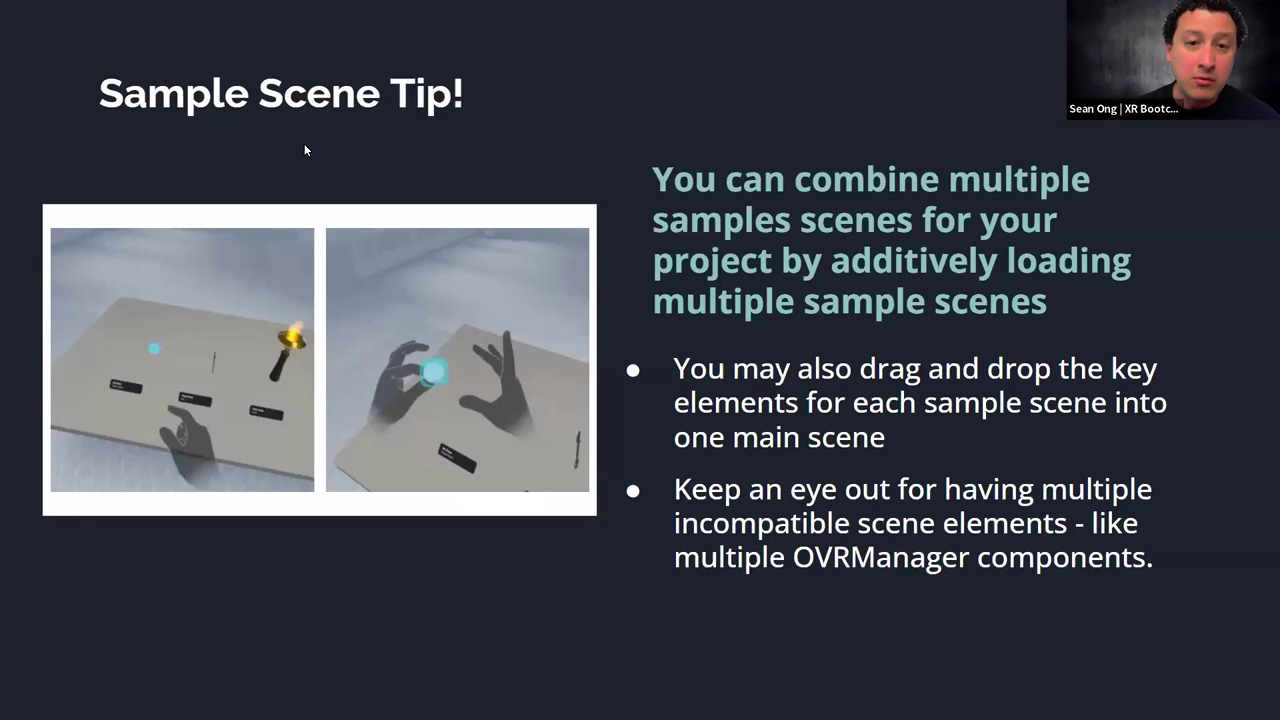 Sample Scene Tip!
Sean Ong | XR Bootc...
You can combine multiple
samples scenes for your
project by additively loading
multiple sample scenes
● You may also drag and drop the key
elements for each sample scene into
one main scene
● Keep an eye out for having multiple
incompatible scene elements - like
multiple OVRManager components.